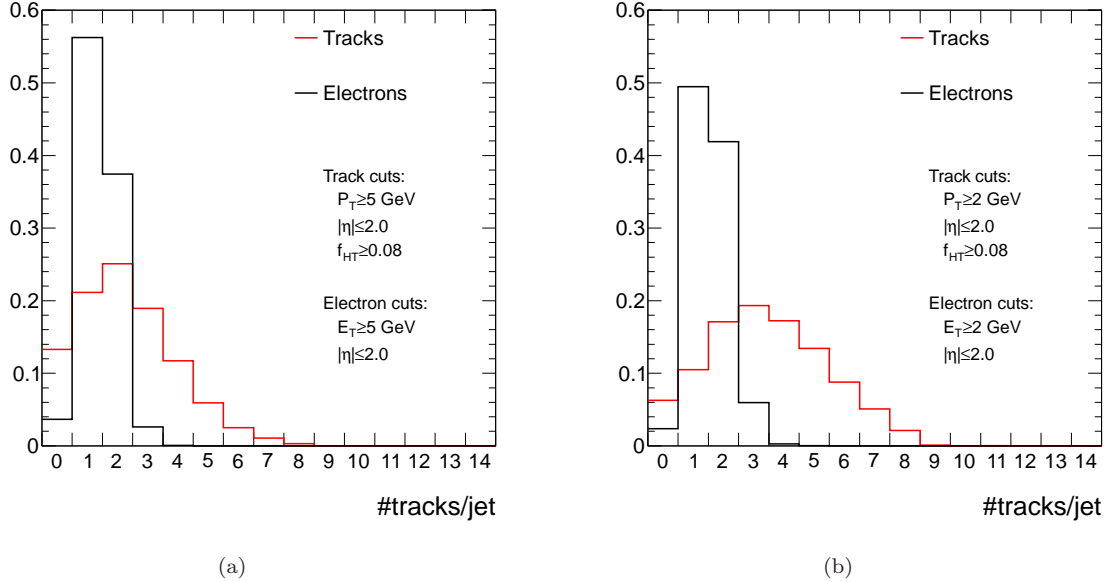 0.6
0.5
0.4
0.3
0.2
0.1
0
0 1 2 3 4 5 6 7 8 9 10 11 12 13 14
#tracks/jet
Tracks
Electrons
Track cuts:
P_T≥5 GeV
|η|≤2.0
f_HT≥0.08
Electron cuts:
E_T≥5 GeV
|η|≤2.0
(a)
0.6
0.5
0.4
0.3
0.2
0.1
0
0 1 2 3 4 5 6 7 8 9 10 11 12 13 14
#tracks/jet
Tracks
Electrons
Track cuts:
P_T≥2 GeV
|η|≤2.0
f_HT≥0.08
Electron cuts:
E_T≥2 GeV
|η|≤2.0
(b)